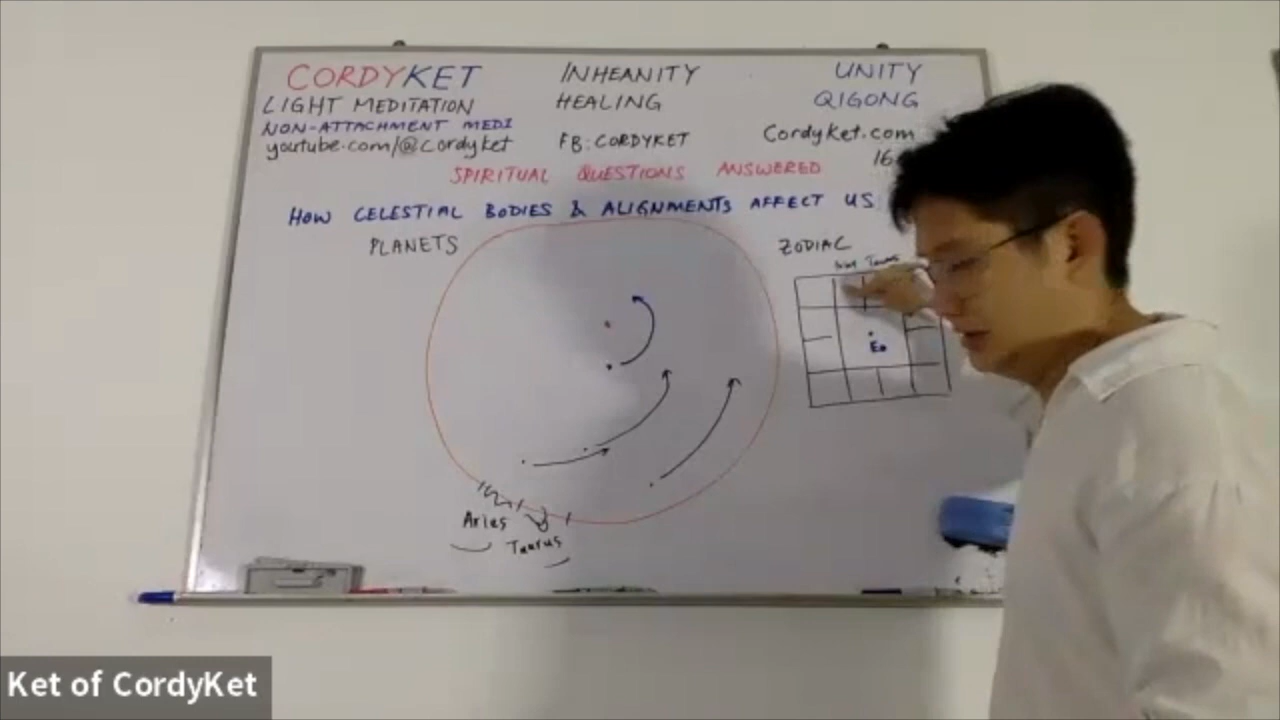 CORDYKET INHEANITY UNITY
LIGHT MEDITATION HEALING QIGONG
NON-ATTACHMENT MEDI
youtube.com/@Cordyket FB: CORDYKET CordyKet.com
SPIRITUAL QUESTIONS ANSWERED
HOW CELESTIAL BODIES & ALIGNMENTS AFFECT US
PLANETS ZODIAC
Taurus
Aries
Taurus
Ket of CordyKet